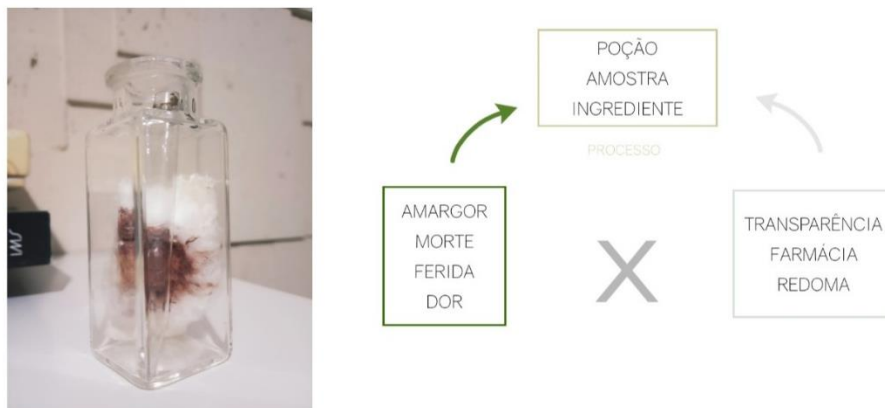 POÇÃO
AMOSTRA
INGREDIENTE
PROCESSO
AMARGOR
MORTE
FERIDA
DOR
X
TRANSPARÊNCIA
FARMÁCIA
REDOMA